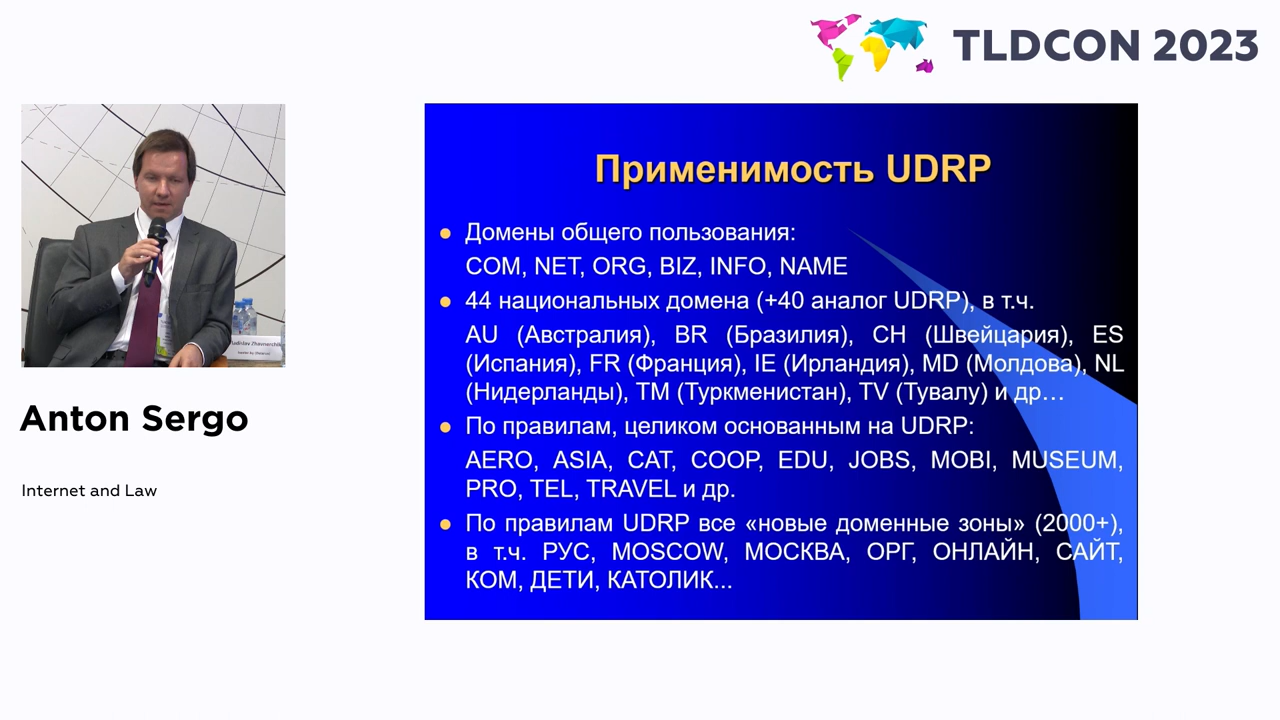 TLDCON 2023
Применимость UDRP
Домены общего пользования:
COM, NET, ORG, BIZ, INFO, NAME
44 национальных домена (+40 аналог UDRP), в т.ч.
AU (Австралия), BR (Бразилия), CH (Швейцария), ES
(Испания), FR (Франция), IE (Ирландия), MD (Молдова), NL
(Нидерланды), TM (Туркменистан), TV (Тувалу) и др…
По правилам, целиком основанным на UDRP:
AERO, ASIA, CAT, COOP, EDU, JOBS, MOBI, MUSEUM,
PRO, TEL, TRAVEL и др.
По правилам UDRP все «новые доменные зоны» (2000+),
в т.ч. РУС, MOSCOW, МОСКВА, ОРГ, ОНЛАЙН, САЙТ,
КОМ, ДЕТИ, КАТОЛИК...
Anton Sergo
Internet and Law